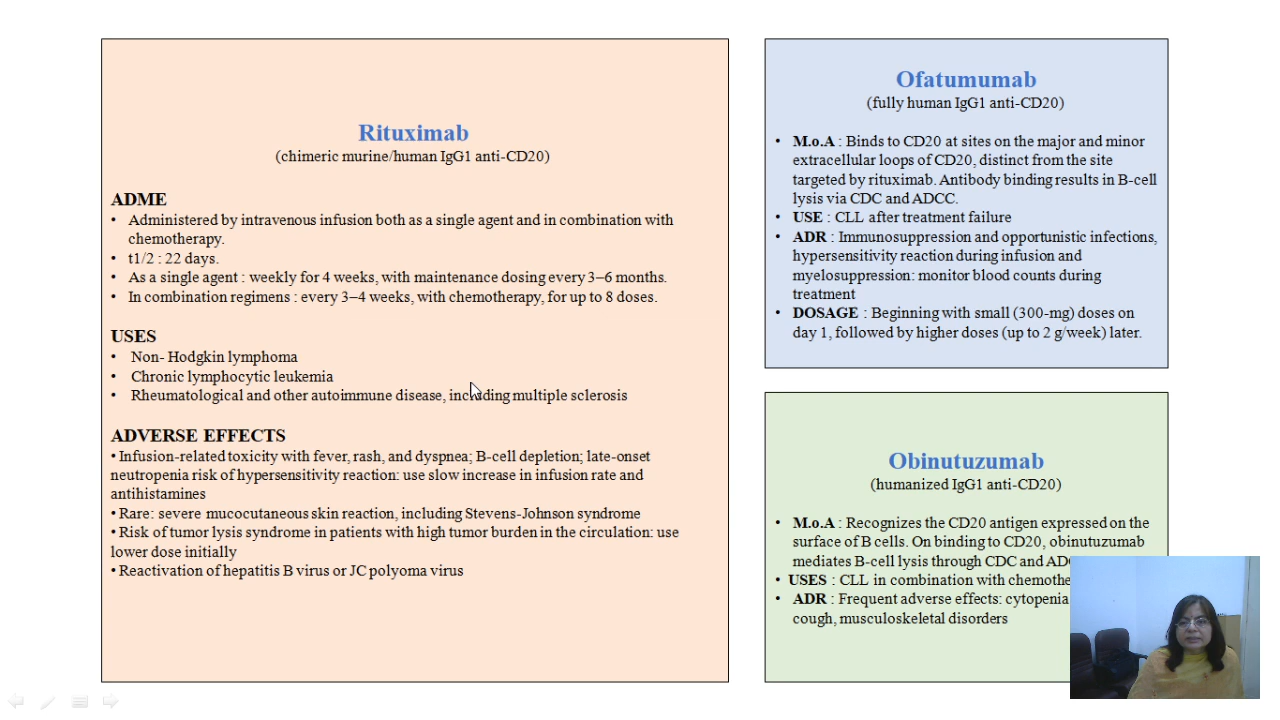 Rituximab
(chimeric murine/human IgG1 anti-CD20)
ADME
• Administered by intravenous infusion both as a single agent and in combination with
chemotherapy.
• t1/2 : 22 days.
• As a single agent : weekly for 4 weeks, with maintenance dosing every 3–6 months.
• In combination regimens : every 3–4 weeks, with chemotherapy, for up to 8 doses.
USES
• Non- Hodgkin lymphoma
• Chronic lymphocytic leukemia
• Rheumatological and other autoimmune disease, including multiple sclerosis
ADVERSE EFFECTS
• Infusion-related toxicity with fever, rash, and dyspnea; B-cell depletion; late-onset
neutropenia risk of hypersensitivity reaction: use slow increase in infusion rate and
antihistamines
• Rare: severe mucocutaneous skin reaction, including Stevens-Johnson syndrome
• Risk of tumor lysis syndrome in patients with high tumor burden in the circulation: use
lower dose initially
• Reactivation of hepatitis B virus or JC polyoma virus
Ofatumumab
(fully human IgG1 anti-CD20)
• M.o.A : Binds to CD20 at sites on the major and minor
extracellular loops of CD20, distinct from the site
targeted by rituximab. Antibody binding results in B-cell
lysis via CDC and ADCC.
• USE : CLL after treatment failure
• ADR : Immunosuppression and opportunistic infections,
hypersensitivity reaction during infusion and
myelosuppression: monitor blood counts during
treatment
• DOSAGE : Beginning with small (300-mg) doses on
day 1, followed by higher doses (up to 2 g/week) later.
Obinutuzumab
(humanized IgG1 anti-CD20)
• M.o.A : Recognizes the CD20 antigen expressed on the
surface of B cells. On binding to CD20, obinutuzumab
mediates B-cell lysis through CDC and
• USES : CLL in combination with
• ADR : Frequent adverse effects: cytopenia
cough, musculoskeletal disorders